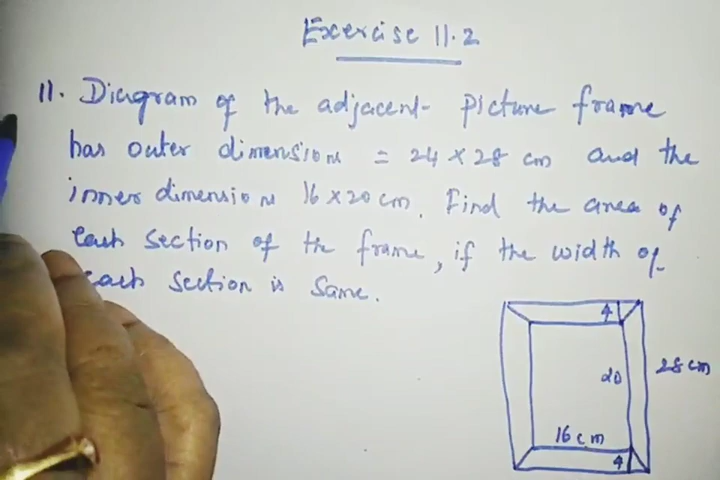 Exercise 11.2
11. Diagram of the adjacent picture frame
has outer dimensions = 24 × 28 cm and the
inner dimensions 16 × 20 cm. Find the area of
each section of the frame, if the width of
each section is same.
4
28 cm
20
16 cm
4